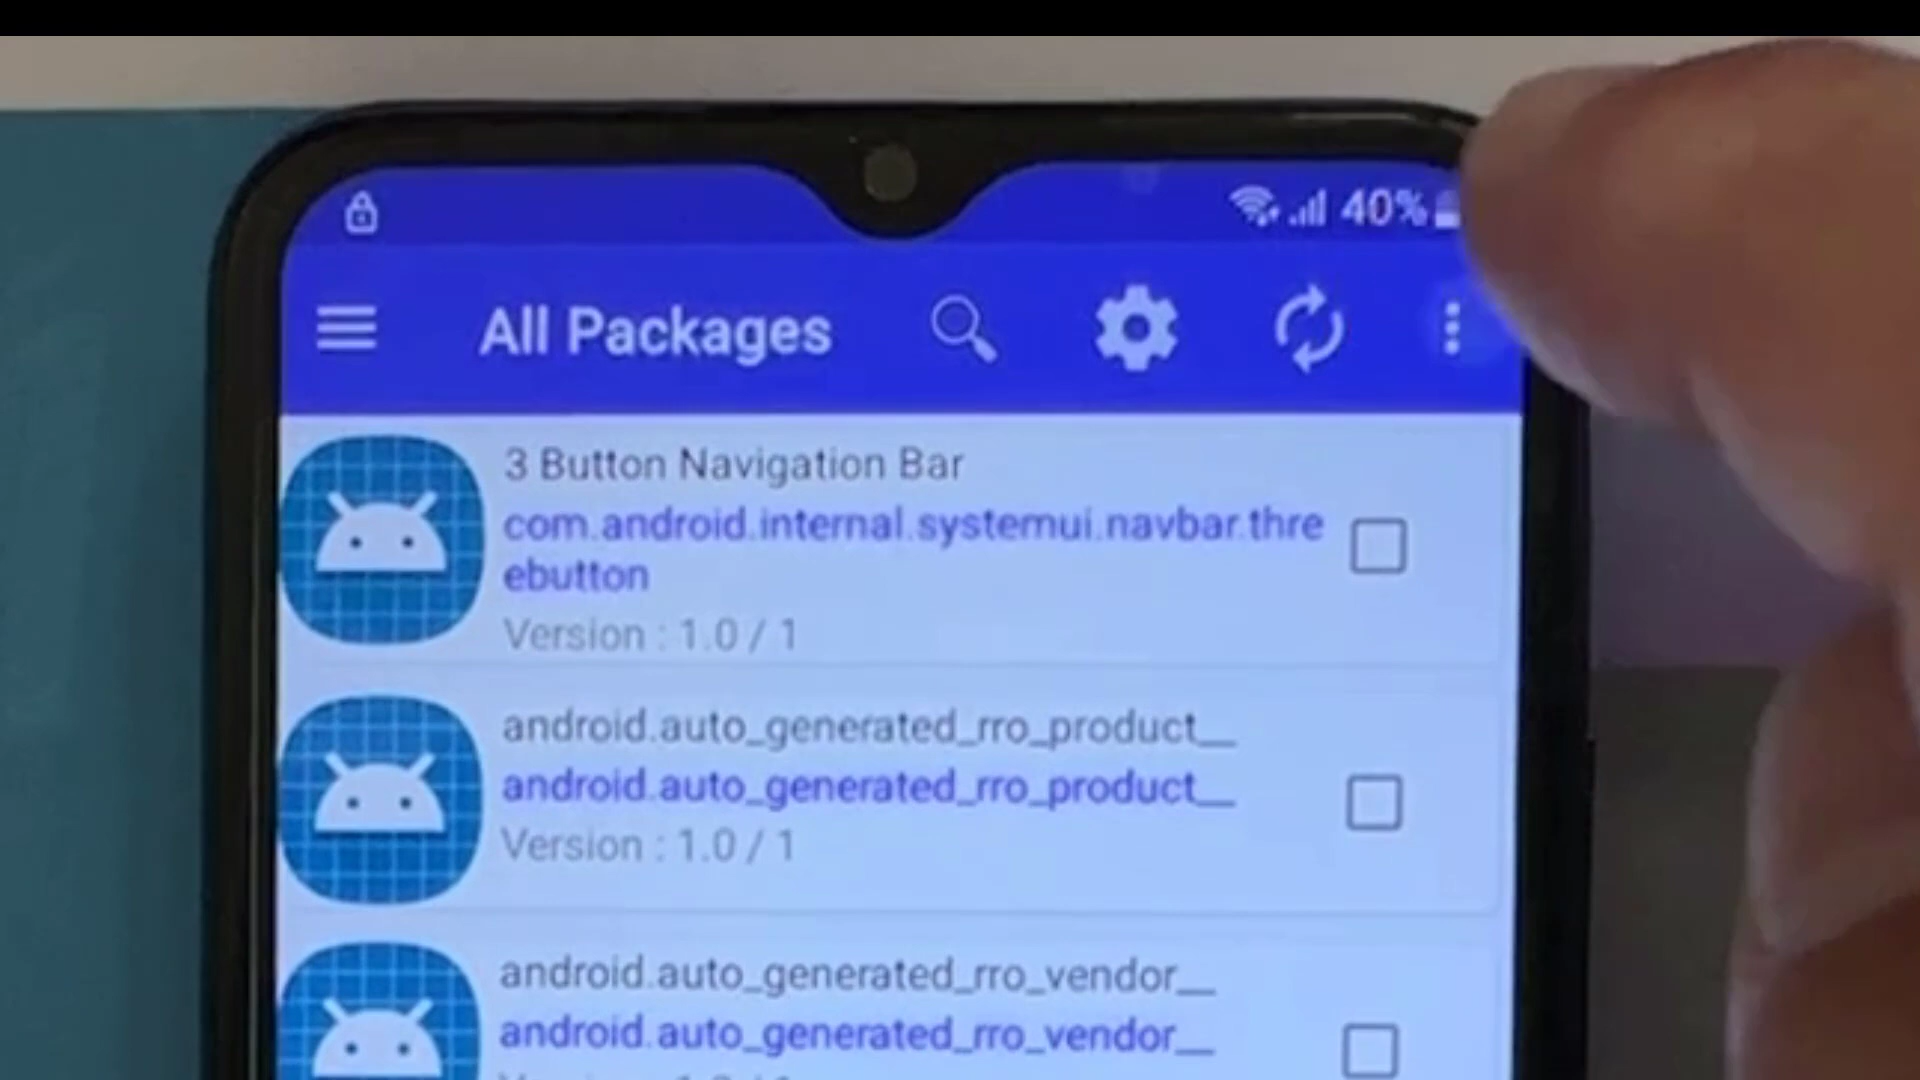 40%
All Packages
3 Button Navigation Bar
com.android.internal.systemui.navbar.thre
ebutton
Version : 1.0 / 1
android.auto_generated_rro_product__
android.auto_generated_rro_product__
Version : 1.0 / 1
android.auto_generated_rro_vendor__
android.auto_generated_rro_vendor__